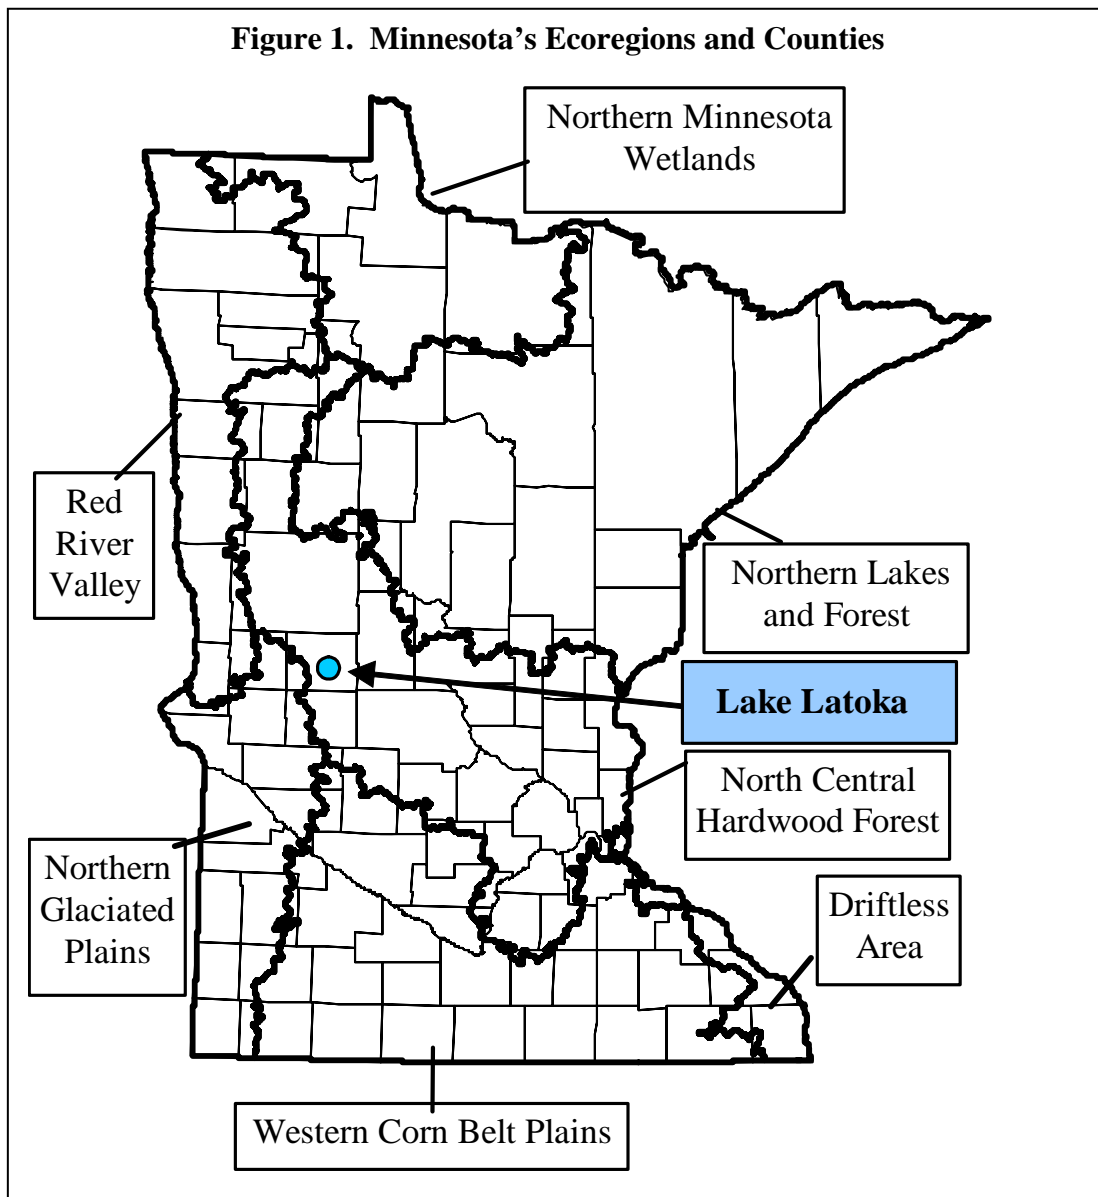 Figure 1.  Minnesota’s Ecoregions and Counties
Northern Minnesota
Wetlands
Red
River
Valley
Northern Lakes
and Forest
Lake Latoka
North Central
Hardwood Forest
Northern
Glaciated
Plains
Driftless
Area
Western Corn Belt Plains